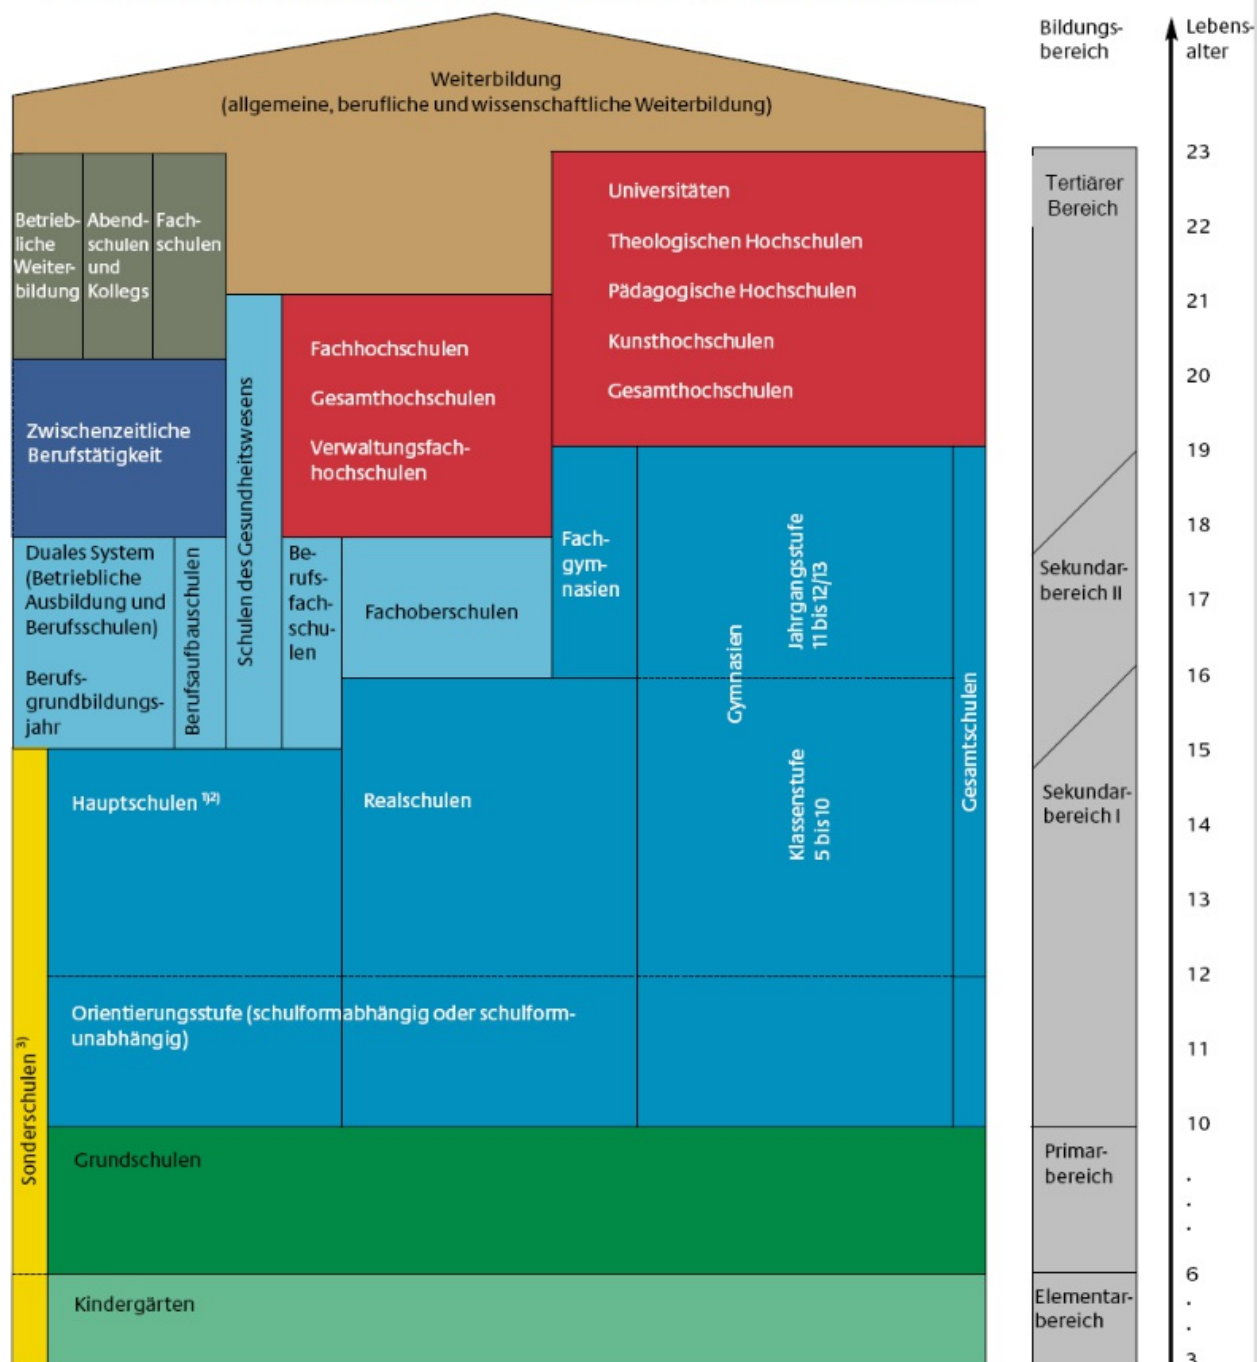 Weiterbildung
(allgemeine, berufliche und wissenschaftliche Weiterbildung)
Betrieb-
liche
Weiter-
bildung
Abend-
schulen
und
Kollegs
Fach-
schulen
Universitäten
Theologischen Hochschulen
Pädagogische Hochschulen
Kunsthochschulen
Gesamthochschulen
Fachhochschulen
Gesamthochschulen
Verwaltungsfach-
hochschulen
Zwischenzeitliche
Berufstätigkeit
Schulen des Gesundheitswesens
Duales System
(Betriebliche
Ausbildung und
Berufsschulen)
Berufs-
grundbildungs-
jahr
Berufsaufbauschulen
Be-
rufs-
fach-
schu-
len
Fachoberschulen
Fach-
gym-
nasien
Gymnasien
Jahrgangsstufe
11 bis 12/13
Klassenstufe
5 bis 10
Gesamtschulen
Hauptschulen 1)2)
Realschulen
Orientierungsstufe (schulformabhängig oder schulform-
unabhängig)
Sonderschulen 3)
Grundschulen
Kindergärten
Bildungs-
bereich
Tertiärer
Bereich
Sekundar-
bereich II
Sekundar-
bereich I
Primar-
bereich
Elementar-
bereich
Lebens-
alter
23
22
21
20
19
18
17
16
15
14
13
12
11
10
.
.
.
6
.
.
3